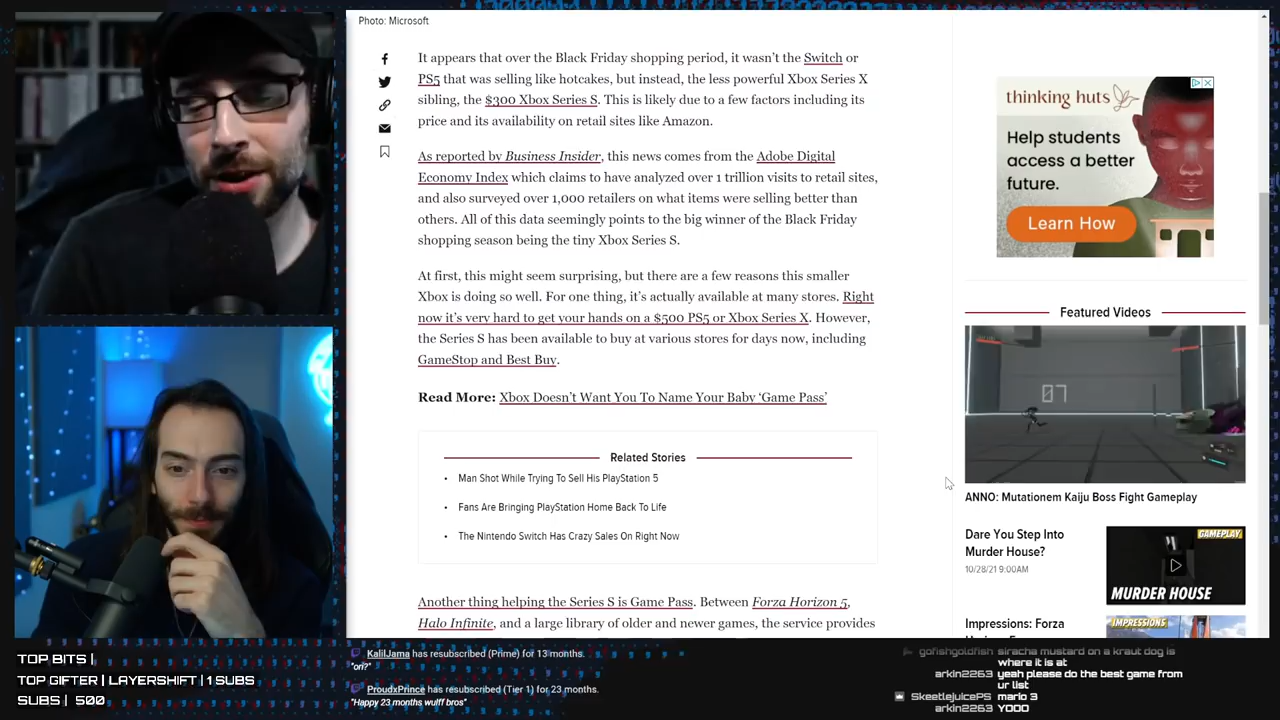 Photo: Microsoft
It appears that over the Black Friday shopping period, it wasn't the Switch or
PS5 that was selling like hotcakes, but instead, the less powerful Xbox Series X
sibling, the $300 Xbox Series S. This is likely due to a few factors including its
price and its availability on retail sites like Amazon.
As reported by Business Insider, this news comes from the Adobe Digital
Economy Index which claims to have analyzed over 1 trillion visits to retail sites,
and also surveyed over 1,000 retailers on what items were selling better than
others. All of this data seemingly points to the big winner of the Black Friday
shopping season being the tiny Xbox Series S.
At first, this might seem surprising, but there are a few reasons this smaller
Xbox is doing so well. For one thing, it's actually available at many stores. Right
now it's very hard to get your hands on a $500 PS5 or Xbox Series X. However,
the Series S has been available to buy at various stores for days now, including
GameStop and Best Buy.
Read More: Xbox Doesn't Want You To Name Your Baby 'Game Pass'
Related Stories
• Man Shot While Trying To Sell His PlayStation 5
• Fans Are Bringing PlayStation Home Back To Life
• The Nintendo Switch Has Crazy Sales On Right Now
Another thing helping the Series S is Game Pass. Between Forza Horizon 5,
Halo Infinite, and a large library of older and newer games, the service provides
thinking huts
Help students
access a better
future.
Learn How
Featured Videos
07
ANNO: Mutationem Kaiju Boss Fight Gameplay
Dare You Step Into
Murder House?
10/28/21 9:00AM
GAMEPLAY
MURDER HOUSE
Impressions: Forza
IMPRESSIONS
TOP BITS |
TOP GIFTER | LAYERSHIFT | 1 SUBS
SUBS | 500
KalilJama has resubscribed (Prime) for 13 months.
"ori?"
ProudxPrince has resubscribed (Tier 1) for 23 months.
"Happy 23 months wulff bros"
gofishgoldfish siracha mustard on a kraut dog is
where it is at
arkin2263 yeah please do the best game from
ur list
SkeetlejuicePS mario 3
arkin2263 YOOO